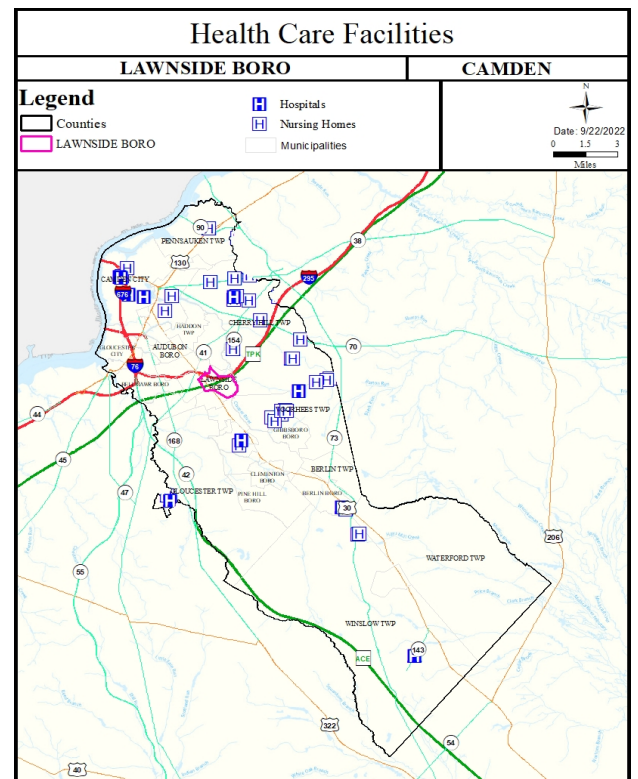 Health Care Facilities
LAWNSIDE BORO
CAMDEN
Legend
Counties
LAWNSIDE BORO
H Hospitals
H Nursing Homes
Municipalities
N
Date: 9/22/2022
0 1.5 3
Miles
90
PENNSAUKEN TWP
38
130
295
676
CHERRY HILL TWP
HADDON
TWP
154
GLOUCESTER
CITY
AUDUBON
BORO
41
TPK
70
76
BORO
44
VOORHEES TWP
GIBBSBORO
BORO
168
73
45
42
BERLIN TWP
CLEMENTON
BORO
47
GLOUCESTER TWP
PINE HILL
BORO
BERLIN BORO
30
206
WATERFORD TWP
55
WINSLOW TWP
143
ACE
322
54
40